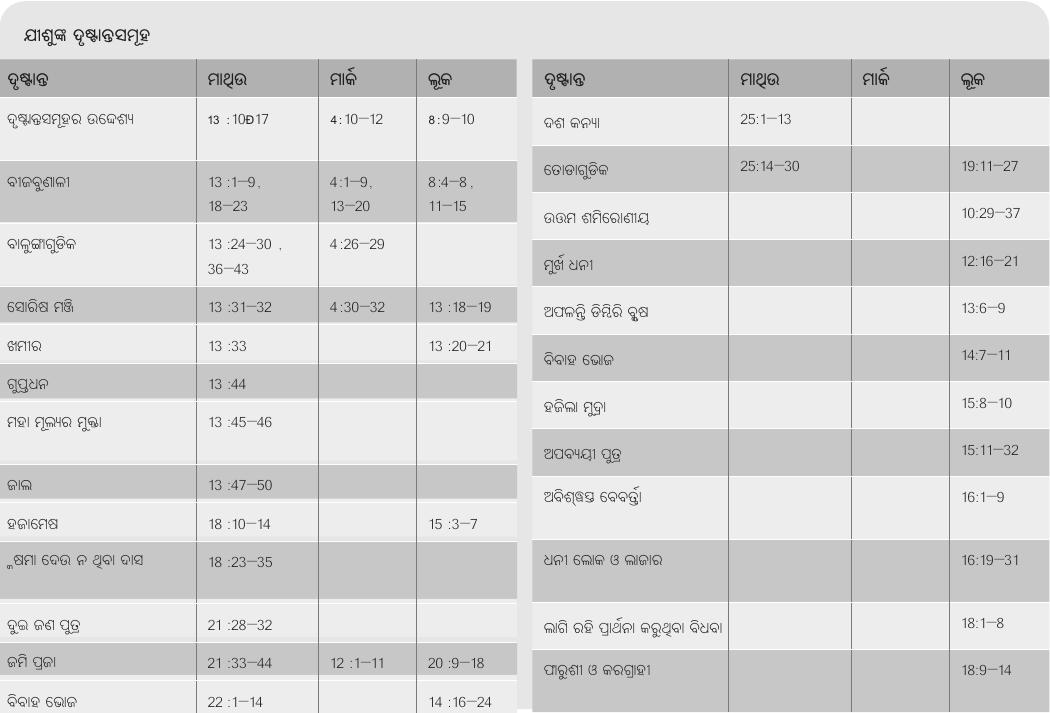 ଯୀଶୁଙ୍କ ଦୃଷ୍ଟାନ୍ତସମୂହ
ଦୃଷ୍ଟାନ୍ତ ମାଥିଉ ମାର୍କ ଲୂକ
ଦୃଷ୍ଟାନ୍ତସମୂହର ଉଦ୍ଦେଶ୍ୟ 13 :10Ð17 4:10—12 8:9—10
ବୀଜବୁଣାଳୀ 13 :1—9, 4:1—9, 8:4—8,
18—23 13—20 11—15
ବାଳୁଙ୍ଗାଗୁଡିକ 13 :24—30 , 4:26—29
36—43
ସୋରିଷ ମଞ୍ଜି 13 :31—32 4:30—32 13 :18—19
ଖମୀର 13 :33 13 :20—21
ଗୁପ୍ତଧନ 13 :44
ମହା ମୂଲ୍ୟର ମୁକ୍ତା 13 :45—46
ଜାଲ 13 :47—50
ହଜାମେଷ 18 :10—14 15 :3—7
କ୍ଷମା ଦେଉ ନ ଥିବା ଦାସ 18 :23—35
ଦୁଇ ଜଣ ପୁତ୍ର 21 :28—32
ଜମି ପ୍ରଜା 21 :33—44 12 :1—11 20 :9—18
ବିବାହ ଭୋଜ 22 :1—14 14 :16—24
ଦୃଷ୍ଟାନ୍ତ ମାଥିଉ ମାର୍କ ଲୂକ
ଦଶ କନ୍ୟା 25:1—13
ତୋଡାଗୁଡିକ 25:14—30 19:11—27
ଉତ୍ତମ ଶମିରୋଣୀୟ 10:29—37
ମୁର୍ଖ ଧନୀ 12:16—21
ଅଫଳନ୍ତି ଡିମ୍ବିରି ବୃକ୍ଷ 13:6—9
ବିବାହ ଭୋଜ 14:7—11
ହଜିଲା ମୁଦ୍ରା 15:8—10
ଅପବ୍ୟୟୀ ପୁତ୍ର 15:11—32
ଅବିଶ୍ୱସ୍ତ ବେବର୍ତ୍ତା 16:1—9
ଧନୀ ଲୋକ ଓ ଲାଜାର 16:19—31
ଲାଗି ରହି ପ୍ରାର୍ଥନା କରୁଥିବା ବିଧବା 18:1—8
ଫାରୁଶୀ ଓ କରଗ୍ରାହୀ 18:9—14